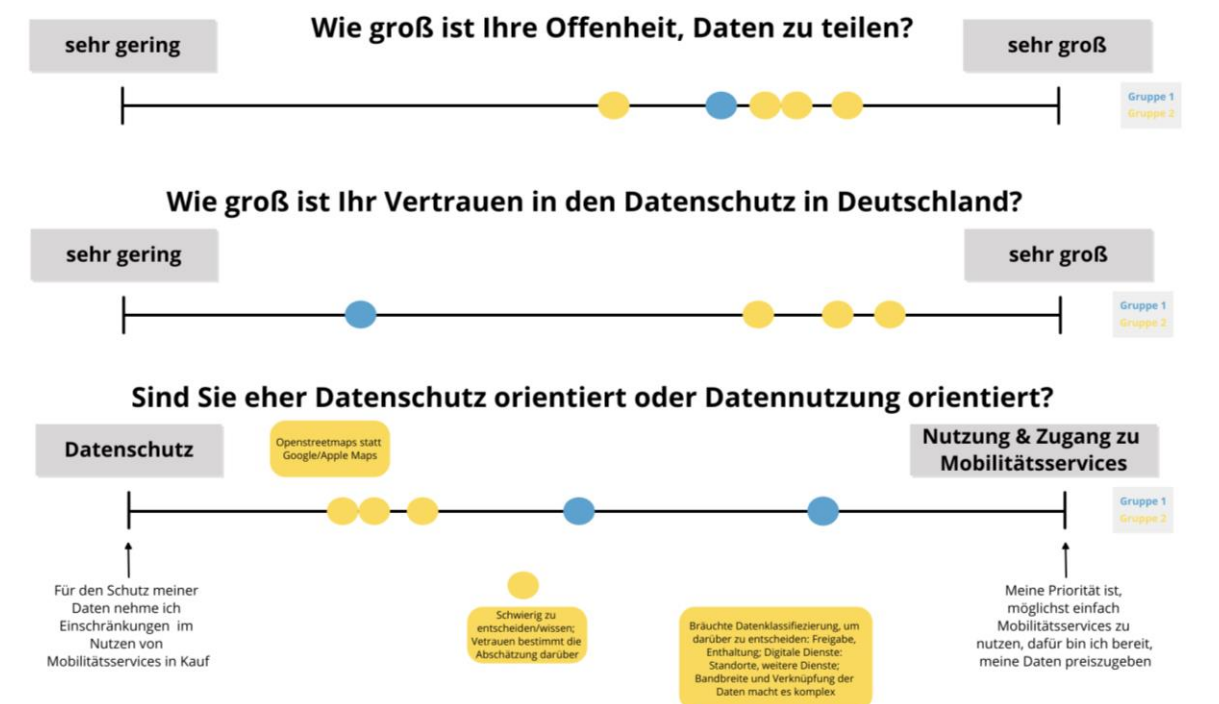 Wie groß ist Ihre Offenheit, Daten zu teilen?
sehr gering
sehr groß
Gruppe 1
Gruppe 2
Wie groß ist Ihr Vertrauen in den Datenschutz in Deutschland?
sehr gering
sehr groß
Gruppe 1
Gruppe 2
Sind Sie eher Datenschutz orientiert oder Datennutzung orientiert?
Datenschutz
Openstreetmaps statt
Google/Apple Maps
Nutzung & Zugang zu
Mobilitätsservices
Gruppe 1
Gruppe 2
Für den Schutz meiner
Daten nehme ich
Einschränkungen im
Nutzen von
Mobilitätsservices in Kauf
Schwierig zu
entscheiden/wissen;
Vetrauen bestimmt die
Abschätzung darüber
Bräuchte Datenklassifiezierung, um
darüber zu entscheiden: Freigabe,
Enthaltung; Digitale Dienste:
Standorte, weitere Dienste;
Bandbreite und Verknüpfung der
Daten macht es komplex
Meine Priorität ist,
möglichst einfach
Mobilitätsservices zu
nutzen, dafür bin ich bereit,
meine Daten preiszugeben